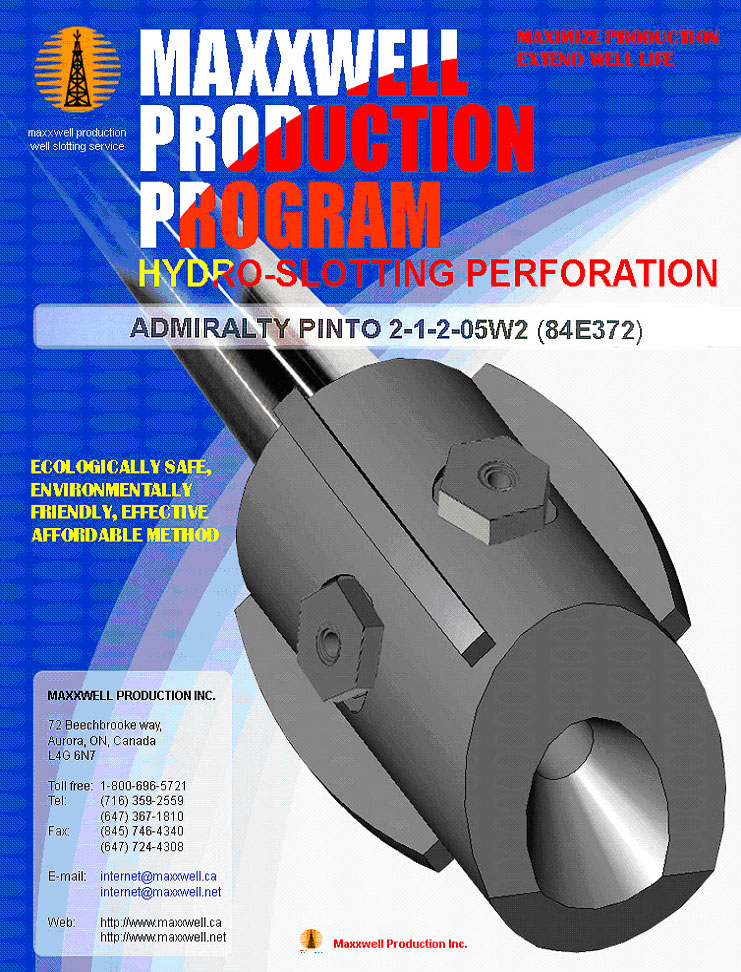 maxxwell production
well slotting service
MAXXWELL
PRODUCTION
PROGRAM
MAXIMIZE PRODUCTION
EXTEND WELL LIFE
HYDRO-SLOTTING PERFORATION
ADMIRALTY PINTO 2-1-2-05W2 (84E372)
ECOLOGICALLY SAFE,
ENVIRONMENTALLY
FRIENDLY, EFFECTIVE
AFFORDABLE METHOD
MAXXWELL PRODUCTION INC.
72 Beechbrooke way,
Aurora, ON, Canada
L4G 6N7
Toll free: 1-800-696-5721
Tel: (716) 359-2559
(647) 367-1810
Fax: (845) 746-4340
(647) 724-4308
E-mail: internet@maxxwell.ca
internet@maxxwell.net
Web: http://www.maxxwell.ca
http://www.maxxwell.net
Maxxwell Production Inc.